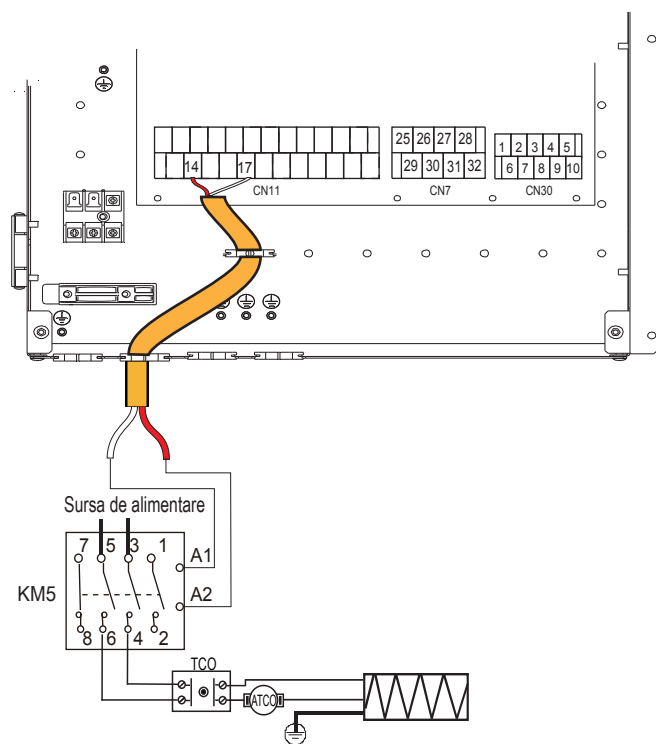 25 26 27 28
1 2 3 4 5
14 17
29 30 31 32
6 7 8 9 10
CN11
CN7
CN30
Sursa de alimentare
7 5 3 1
A1
KM5
A2
8 6 4 2
TCO
ATCO